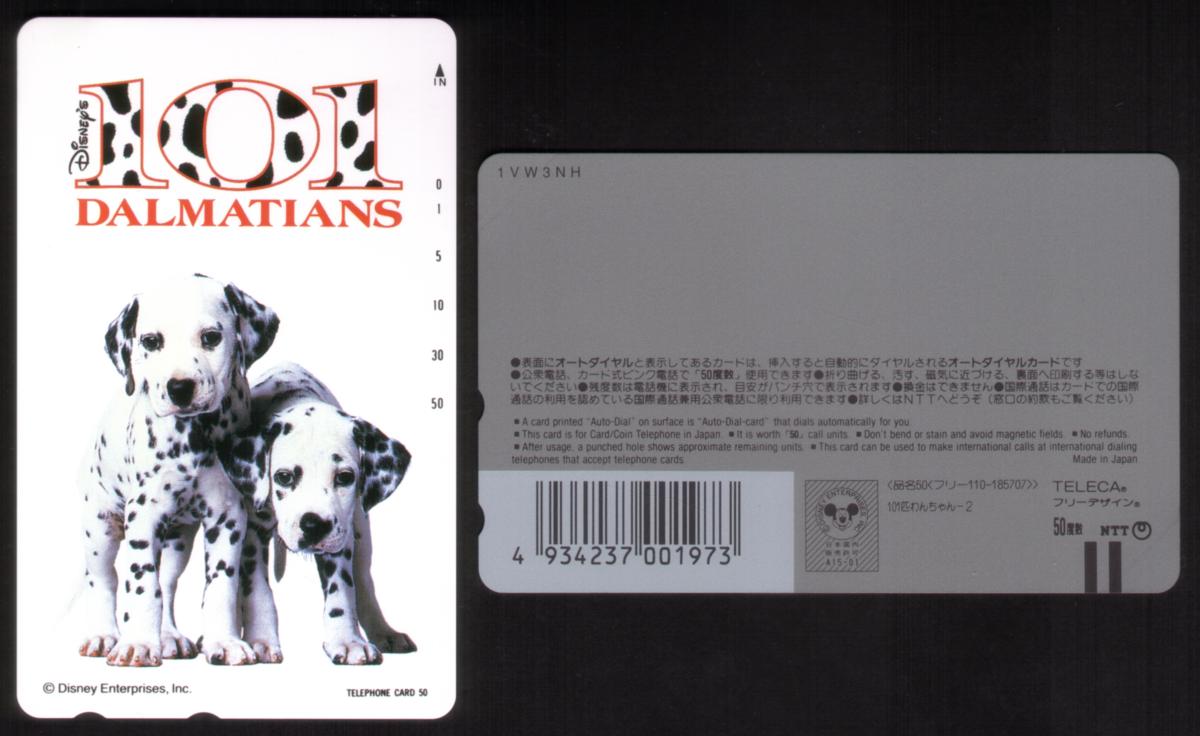 DISNEY'S
101
DALMATIANS
IN
0
1
5
10
30
50
© Disney Enterprises, Inc.
TELEPHONE CARD 50
1VW3NH
●表面にオートダイヤルと表示してあるカードは、挿入すると自動的にダイヤルされるオートダイヤルカードです
●公衆電話、カード式ピンク電話で「50度数」使用できます●折り曲げる、汚す、磁気に近づける、裏面へ印刷する等はしな
いでください●残度数は電話機に表示され、目安がパンチ穴で表示されます●換金はできません●国際通話はカードでの国際
通話の利用を認めている国際通話兼用公衆電話に限り利用できます●詳しくはNTTへどうぞ(窓口の約款もご覧ください)
■ A card printed "Auto-Dial" on surface is "Auto-Dial-card" that dials automatically for you.
■ This card is for Card/Coin Telephone in Japan. ■ It is worth「50」call units. ■ Don't bend or stain and avoid magnetic fields. ■ No refunds.
■ After usage, a punched hole shows approximate remaining units. ■ This card can be used to make international calls at international dialing
telephones that accept telephone cards.
Made in Japan
4 934237 001973
©DISNEY ENTERPRISES, INC.
日本国内
販売許可
A15-01
〈品名50〈フリー110-185707〉〉
101匹わんちゃん-2
TELECA®
フリーデザイン®
50度数 NTT